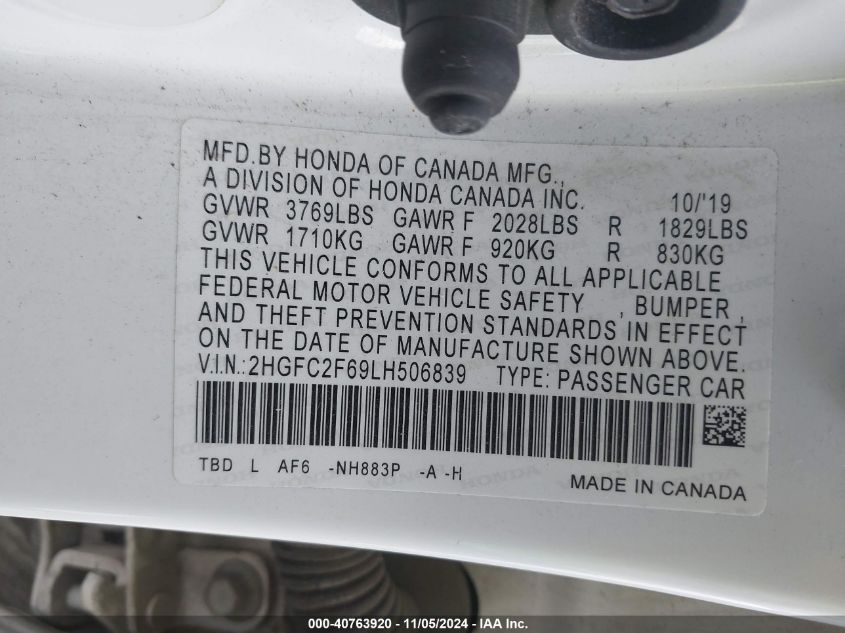 MFD.BY HONDA OF CANADA MFG.,
A DIVISION OF HONDA CANADA INC. 10/'19
GVWR 3769LBS GAWR F 2028LBS R 1829LBS
GVWR 1710KG GAWR F 920KG R 830KG
THIS VEHICLE CONFORMS TO ALL APPLICABLE
FEDERAL MOTOR VEHICLE SAFETY , BUMPER ,
AND THEFT PREVENTION STANDARDS IN EFFECT
ON THE DATE OF MANUFACTURE SHOWN ABOVE.
V.I.N.:2HGFC2F69LH506839 TYPE: PASSENGER CAR
TBD L AF6 -NH883P -A -H
MADE IN CANADA
000-40763920 - 11/05/2024 - IAA Inc.